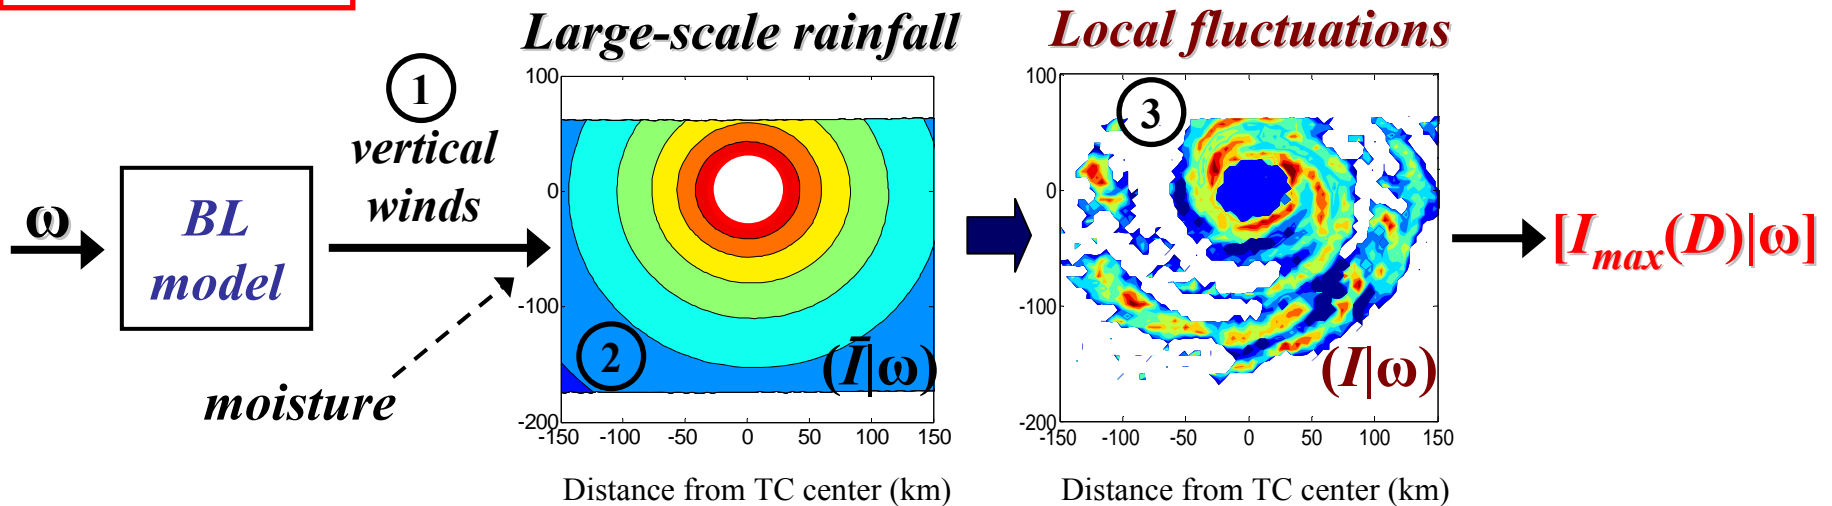 Large-scale rainfall
Local fluctuations
ω
BL
model
1
vertical
winds
moisture
100
0
-100
-200
-150 -100 -50 0 50 100 150
2
(Ī|ω)
Distance from TC center (km)
100
0
-100
-200
-150 -100 -50 0 50 100 150
3
(I|ω)
Distance from TC center (km)
[I_max(D)|ω]